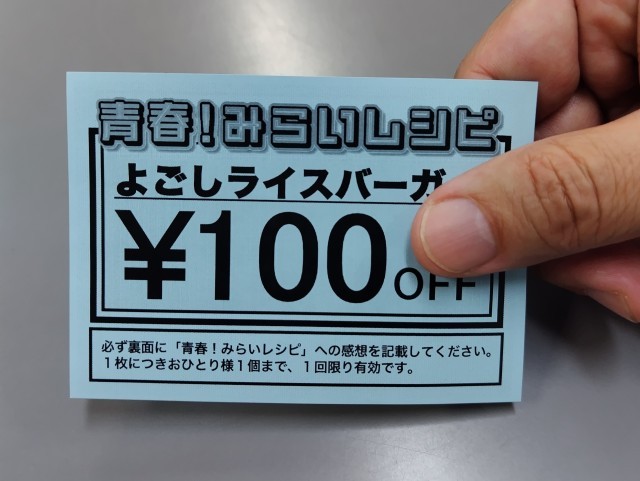 青春！みらいレシピ
よごしライスバーガ
¥100 OFF
必ず裏面に「青春！みらいレシピ」への感想を記載してください。
１枚につきおひとり様１個まで、１回限り有効です。